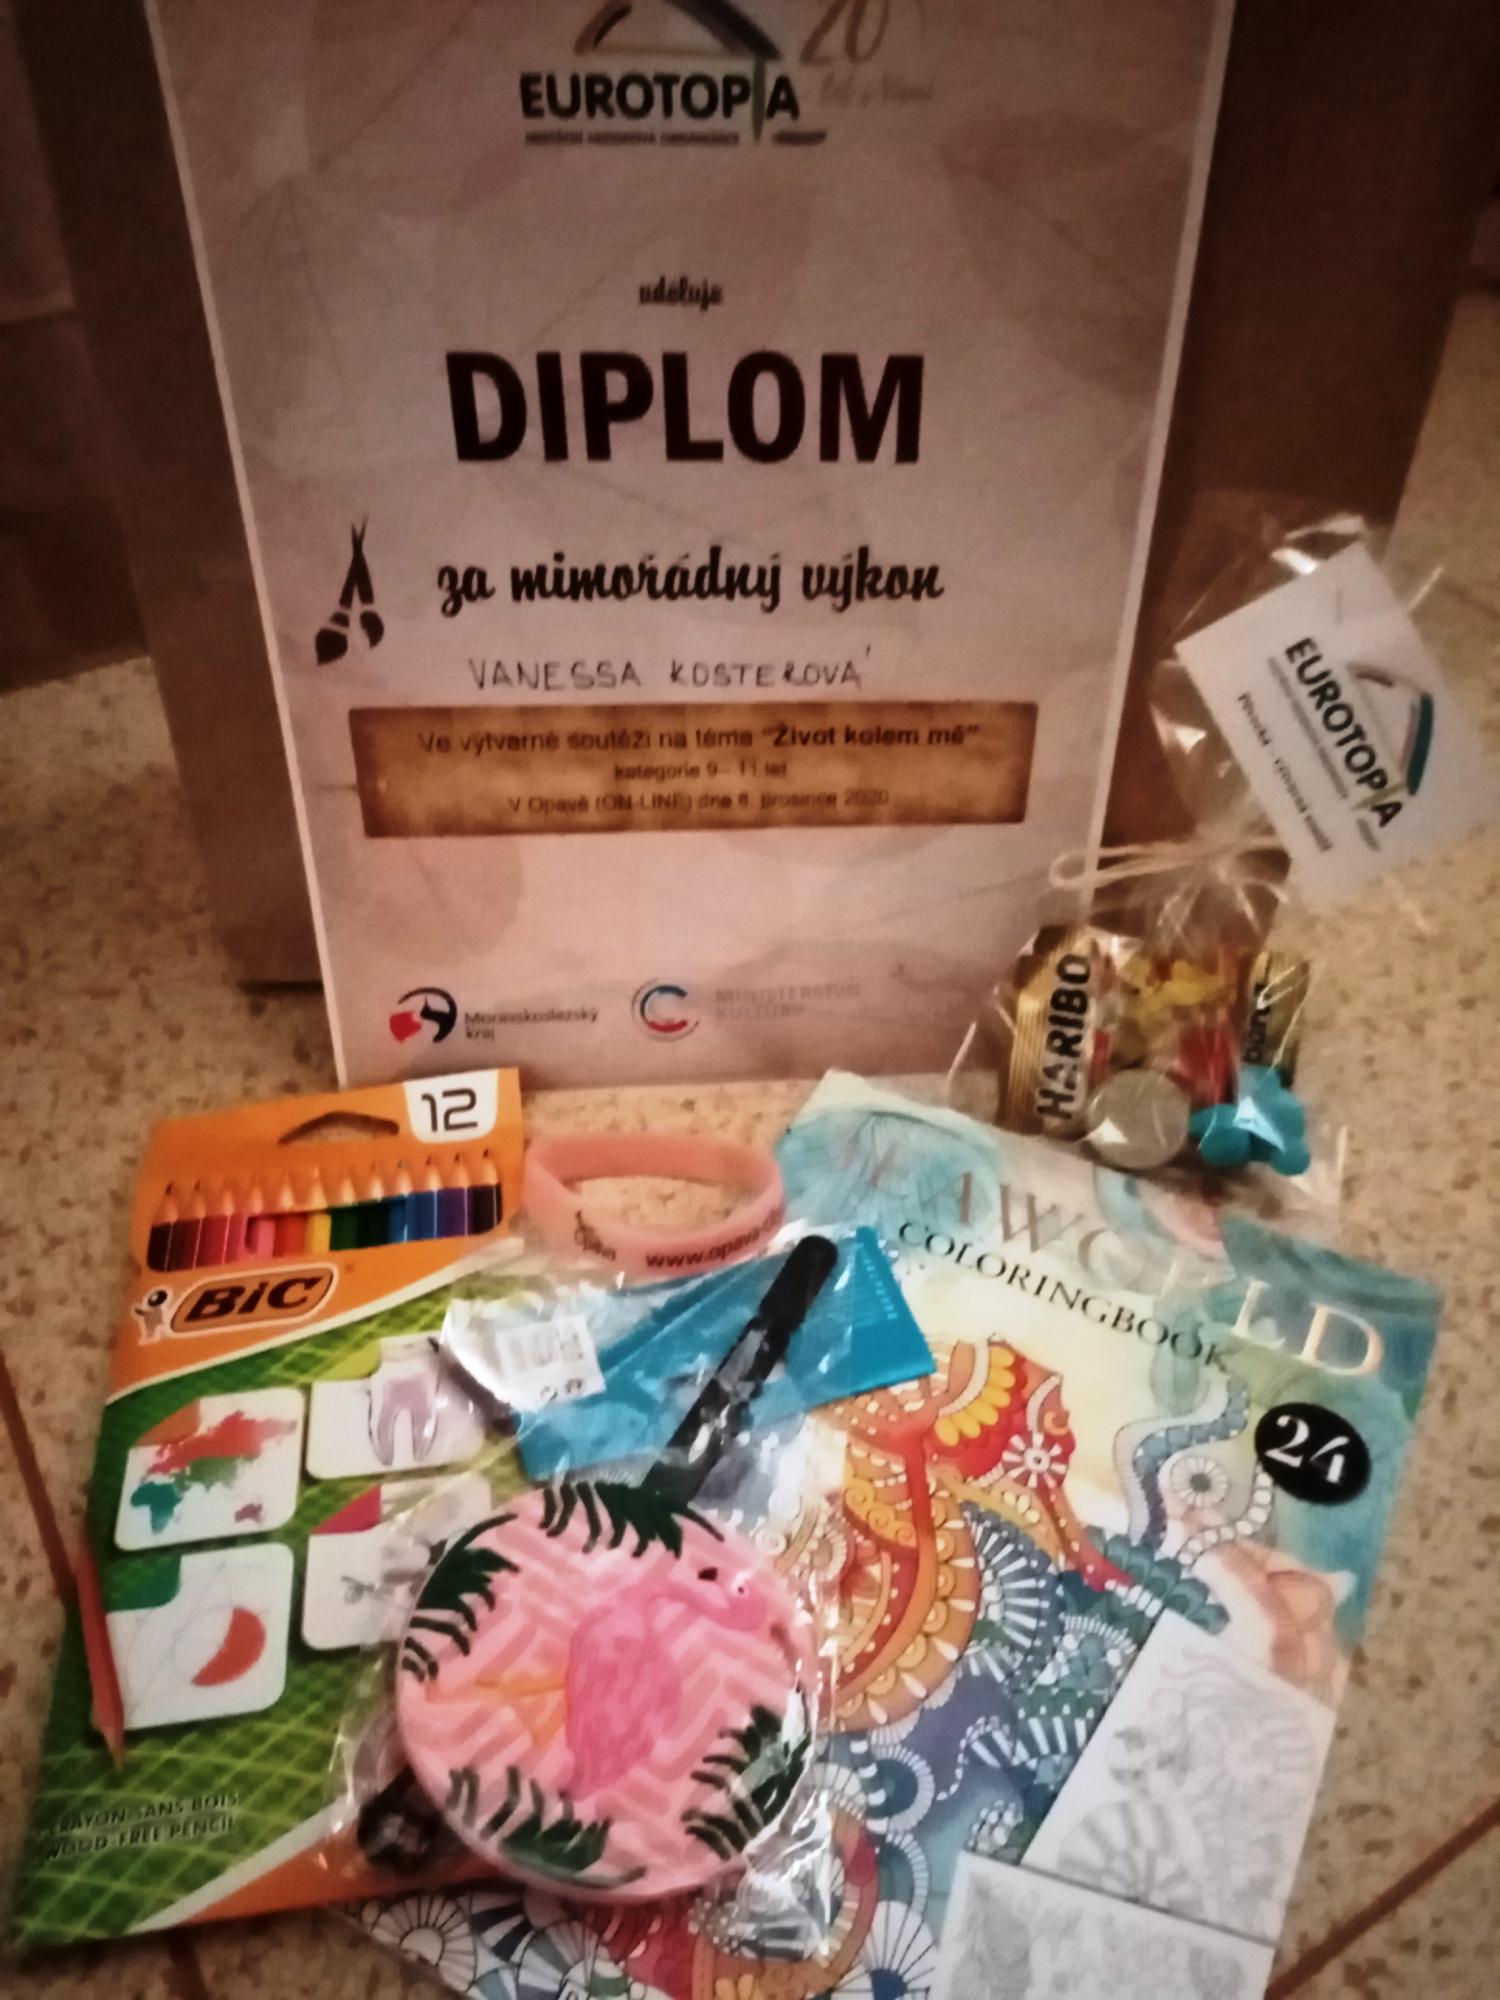 20
EUROTOPIA
uděluje
DIPLOM
za mimořádný výkon
VANESSA KOSTEROVÁ
Ve výtvarné soutěži na téma "Život kolem mě"
kategorie 9 - 11 let
V Opavě (ON-LINE) dne 8. prosince 2020
Moravskoslezský
kraj
MINISTERSTVO
KULTURY
EUROTOPIA
HARIBO
12
BIC
www.opava
SEAWORLD
COLORINGBOOK
24
CRAYON SANS BOIS
WOOD-FREE PENCIL